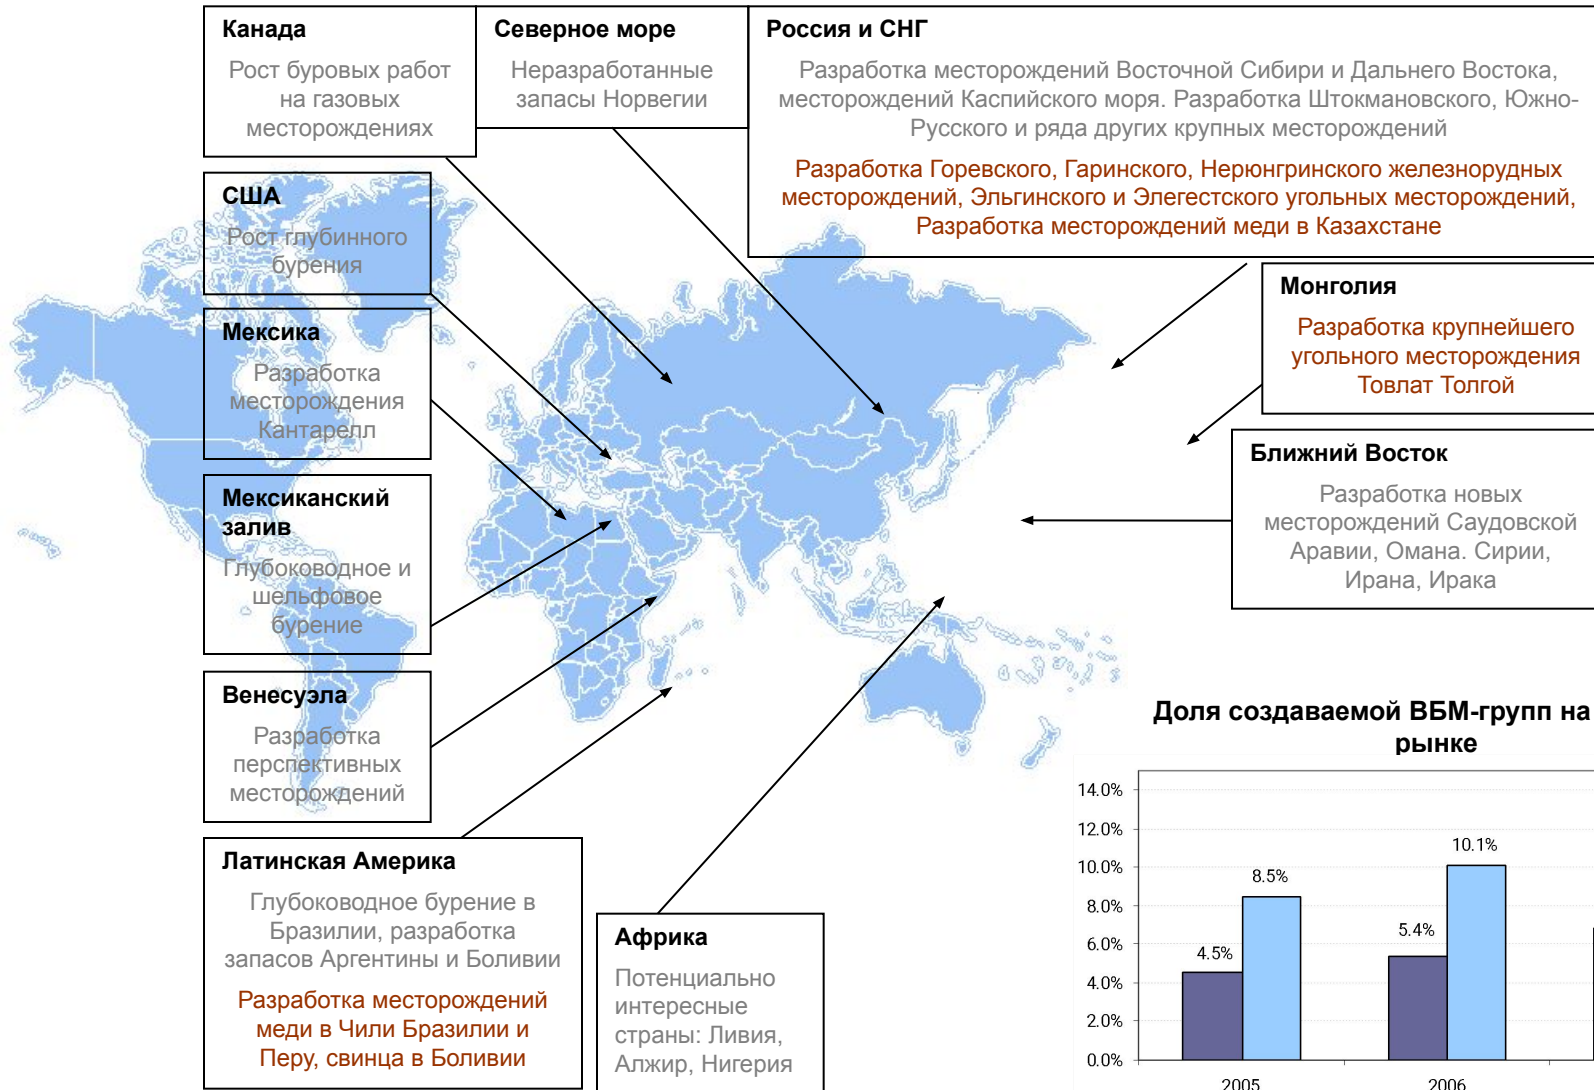 Канада
Рост буровых работ
на газовых
месторождениях
Северное море
Неразработанные
запасы Норвегии
Россия и СНГ
Разработка месторождений Восточной Сибири и Дальнего Востока,
месторождений Каспийского моря. Разработка Штокмановского, Южно-
Русского и ряда других крупных месторождений
Разработка Горевского, Гаринского, Нерюнгринского железнорудных
месторождений, Эльгинского и Элегестского угольных месторождений,
Разработка месторождений меди в Казахстане
США
Рост глубинного
бурения
Мексика
Разработка
месторождения
Кантарелл
Мексиканский
залив
Глубоководное и
шельфовое
бурение
Венесуэла
Разработка
перспективных
месторождений
Латинская Америка
Глубоководное бурение в
Бразилии, разработка
запасов Аргентины и Боливии
Разработка месторождений
меди в Чили Бразилии и
Перу, свинца в Боливии
Африка
Потенциально
интересные
страны: Ливия,
Алжир, Нигерия
Монголия
Разработка крупнейшего
угольного месторождения
Товлат Толгой
Ближний Восток
Разработка новых
месторождений Саудовской
Аравии, Омана. Сирии,
Ирана, Ирака
Доля создаваемой ВБМ-групп на
рынке
14.0%
12.0%
10.0%
8.0%
6.0%
4.0%
2.0%
0.0%
4.5%
8.5%
5.4%
10.1%
2005
2006